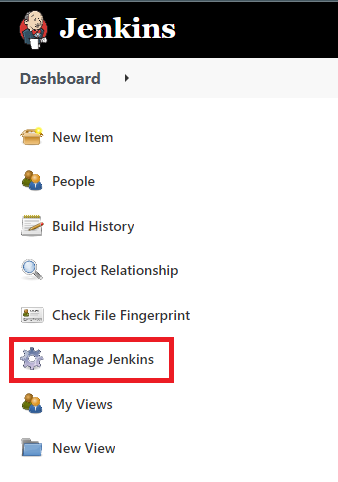 Jenkins
Dashboard
New Item
People
Build History
Project Relationship
Check File Fingerprint
Manage Jenkins
My Views
New View